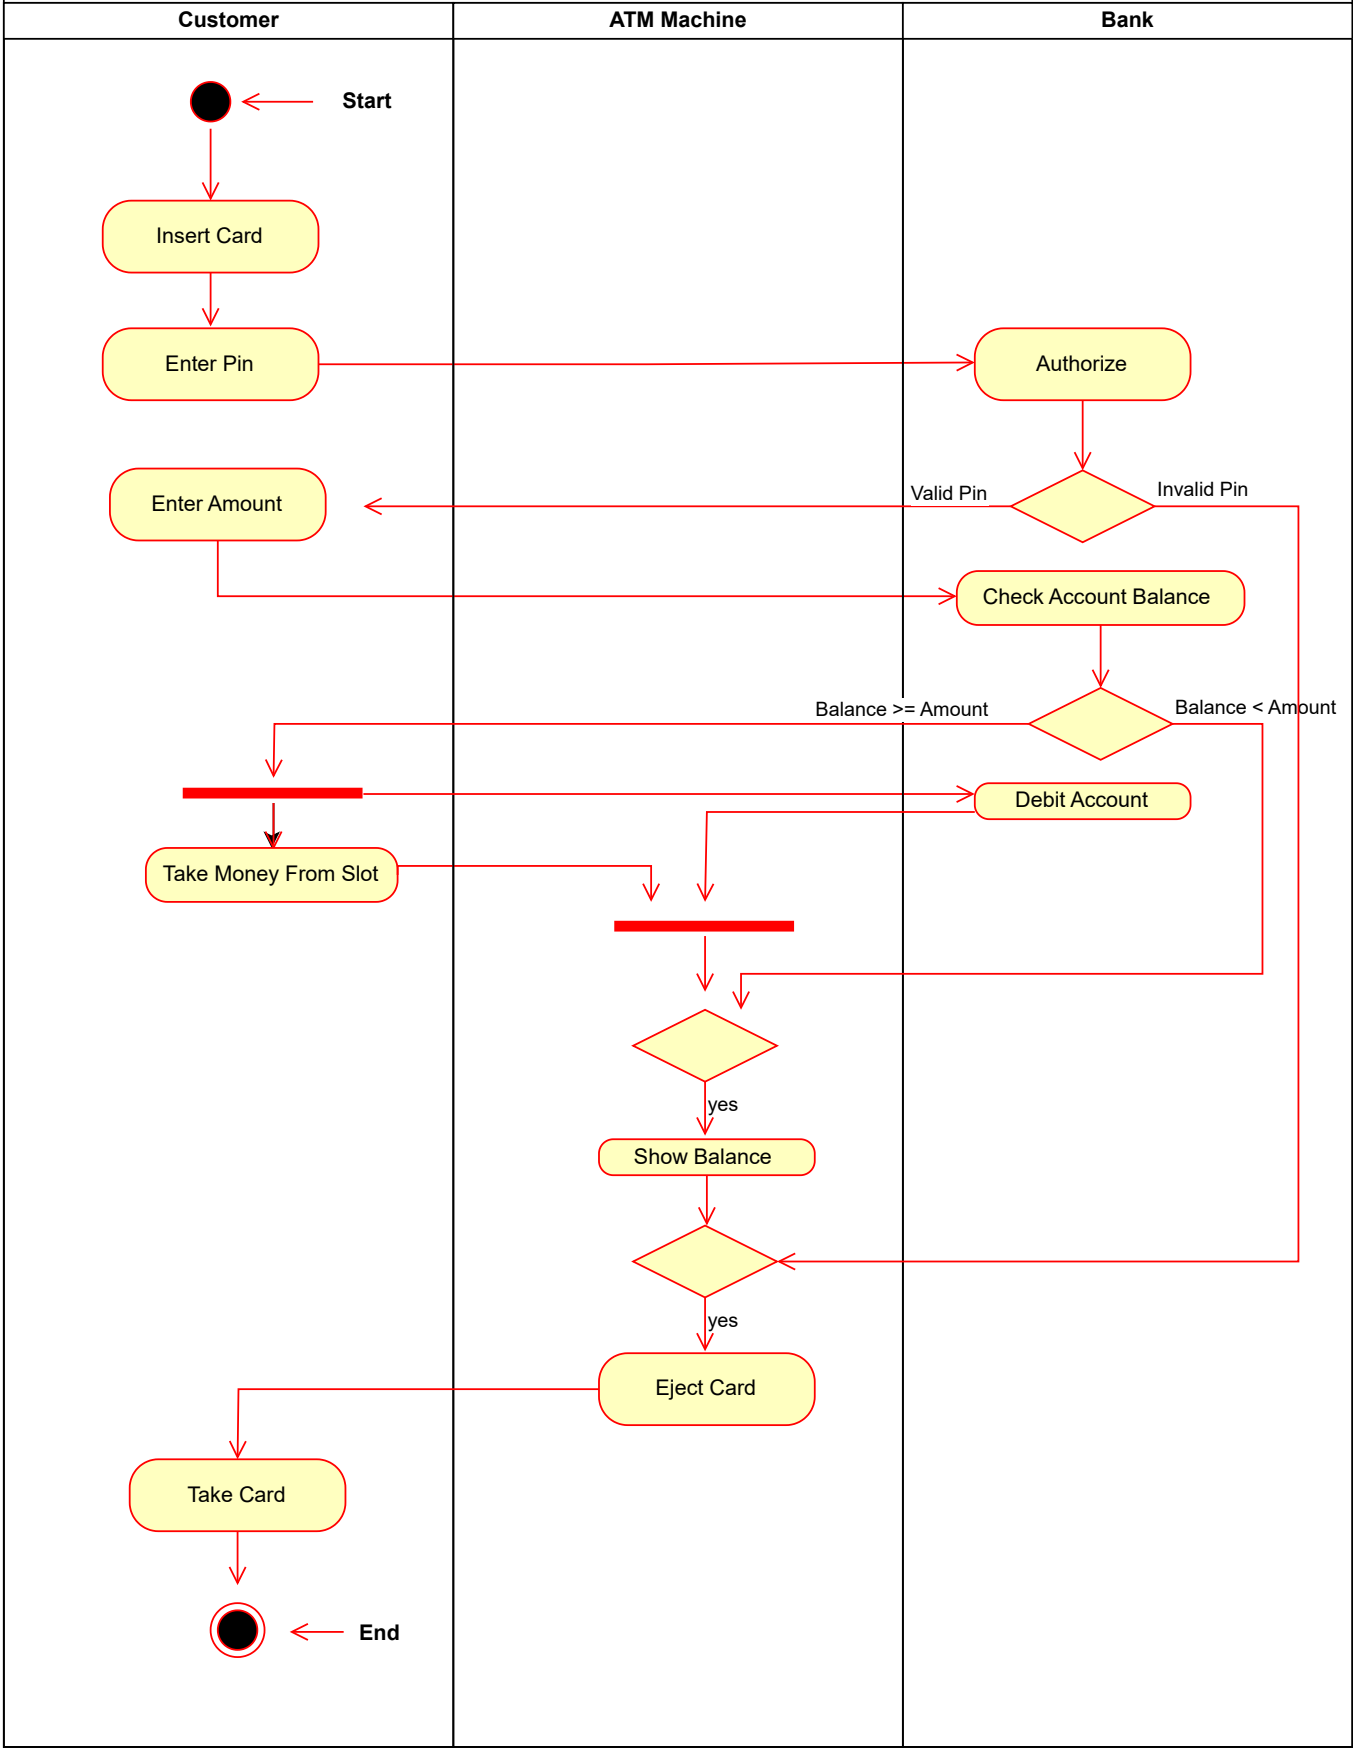 Customer
ATM Machine
Bank
Start
Insert Card
Enter Pin
Authorize
Enter Amount
Valid Pin
Invalid Pin
Check Account Balance
Balance >= Amount
Balance < Amount
Debit Account
Take Money From Slot
yes
Show Balance
yes
Eject Card
Take Card
End